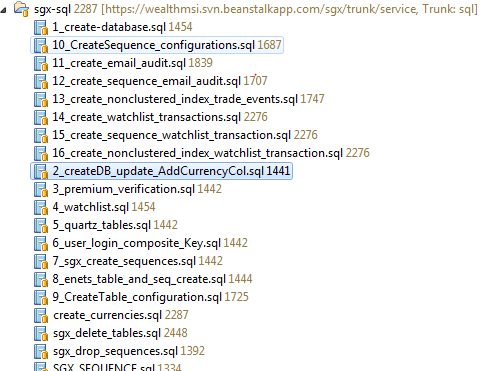 sgx-sql 2287 [https://wealthmsi.svn.beanstalkapp.com/sgx/trunk/service, Trunk: sql]
1_create-database.sql 1454
10_CreateSequence_configurations.sql 1687
11_create_email_audit.sql 1839
12_create_sequence_email_audit.sql 1707
13_create_nonclustered_index_trade_events.sql 1747
14_create_watchlist_transactions.sql 2276
15_create_sequence_watchlist_transaction.sql 2276
16_create_nonclustered_index_watchlist_transaction.sql 2276
2_createDB_update_AddCurrencyCol.sql 1441
3_premium_verification.sql 1442
4_watchlist.sql 1454
5_quartz_tables.sql 1442
6_user_login_composite_Key.sql 1442
7_sgx_create_sequences.sql 1442
8_enets_table_and_seq_create.sql 1444
9_CreateTable_configuration.sql 1725
create_currencies.sql 2287
sgx_delete_tables.sql 2448
sgx_drop_sequences.sql 1392
SGX_SEQUENCE.sql 1334